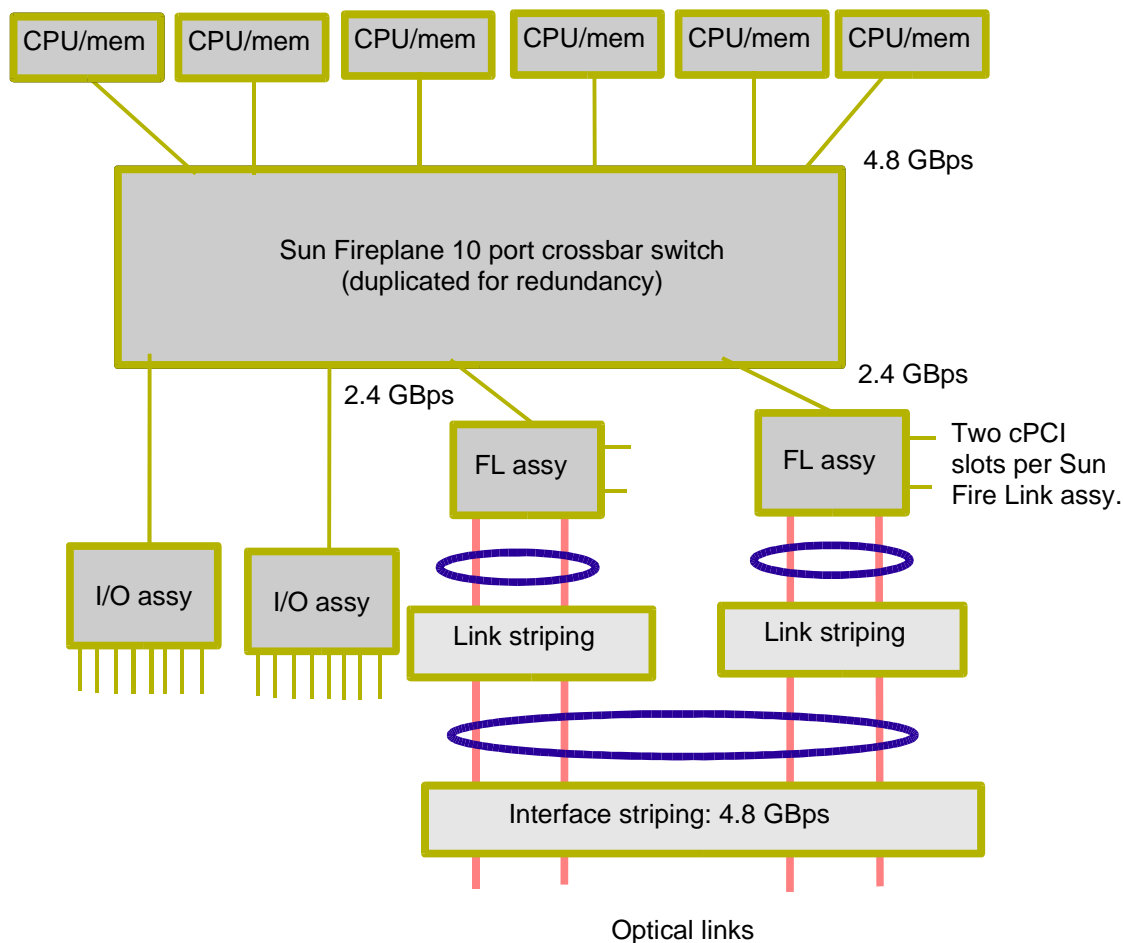 CPU/mem
CPU/mem
CPU/mem
CPU/mem
CPU/mem
CPU/mem
4.8 GBps
Sun Fireplane 10 port crossbar switch
(duplicated for redundancy)
2.4 GBps
2.4 GBps
FL assy
FL assy
Two cPCI
slots per Sun
Fire Link assy.
I/O assy
I/O assy
Link striping
Link striping
Interface striping: 4.8 GBps
Optical links